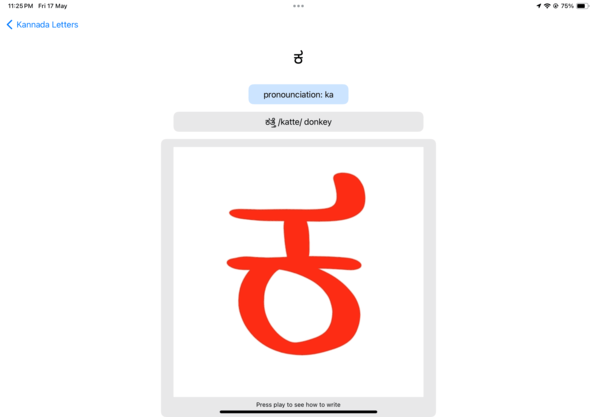 11:25 PM Fri 17 May
75%
Kannada Letters
ಕ
pronounciation: ka
ಕತ್ತೆ /katte/ donkey
ಕ
Press play to see how to write